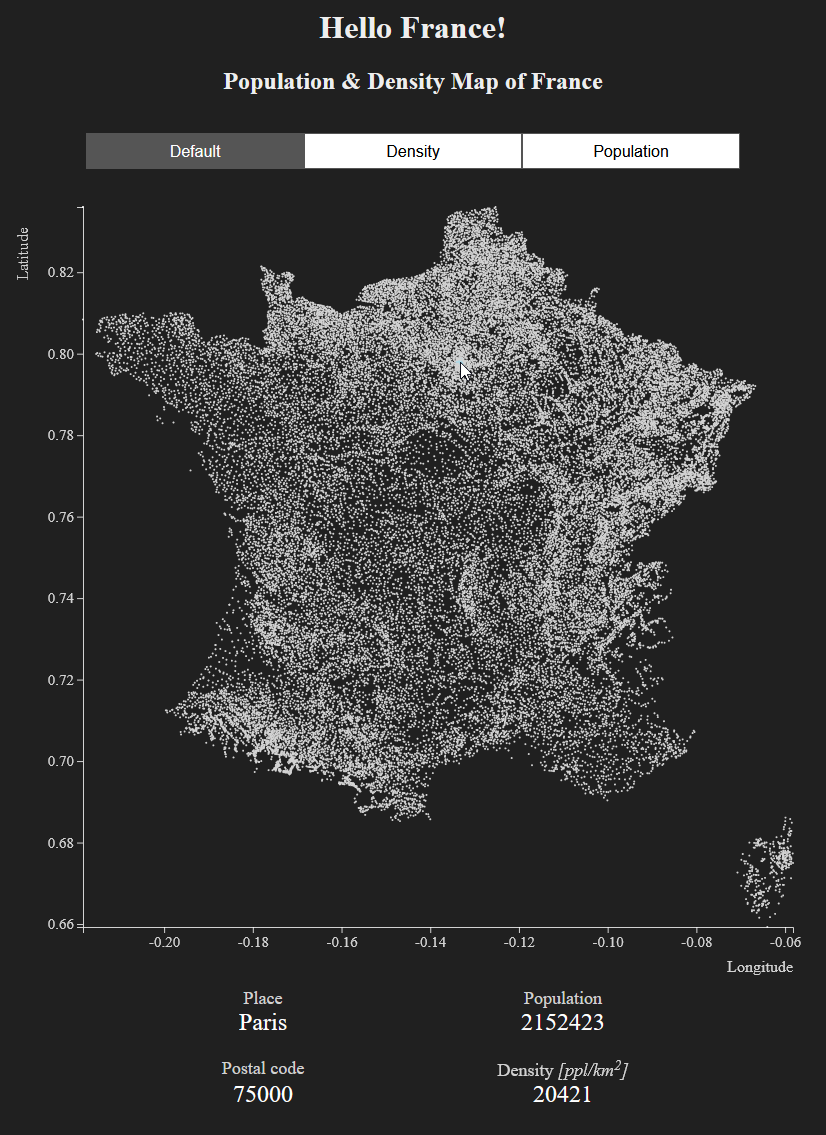 Hello France!
Population & Density Map of France
Default Density Population
Latitude
0.82
0.80
0.78
0.76
0.74
0.72
0.70
0.68
0.66
-0.20 -0.18 -0.16 -0.14 -0.12 -0.10 -0.08 -0.06
Longitude
Place Population
Paris 2152423
Postal code Density [ppl/km²]
75000 20421